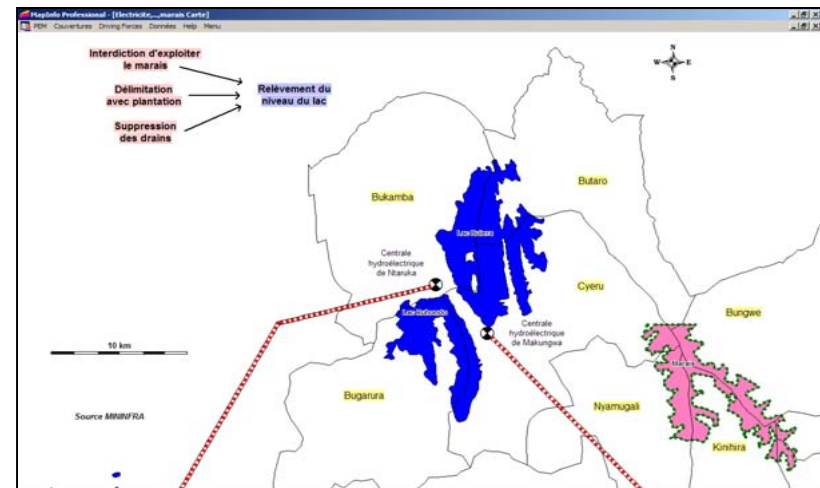 MapInfo Professional - [Electricite,...,marais Carte]
PEM Couvertures Driving Forces Données Help Menu
Interdiction d'exploiter
le marais
Délimitation
avec plantation
Suppression
des drains
Relèvement du
niveau du lac
N
W E
S
Butaro
Bukamba
Lac Bulera
Centrale
hydroélectrique
de Ntaruka
Cyeru
Lac Ruhondo
Centrale
hydroélectrique
de Makungwa
Bungwe
10 km
Marais
Bugarura
Nyamugali
Source MININFRA
Kinihira